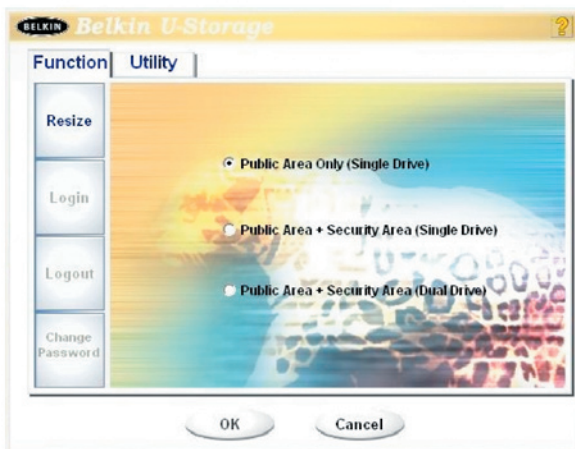 BELKIN Belkin U-Storage ?
Function Utility
Resize
Public Area Only (Single Drive)
Login
Public Area + Security Area (Single Drive)
Logout
Public Area + Security Area (Dual Drive)
Change
Password
OK Cancel